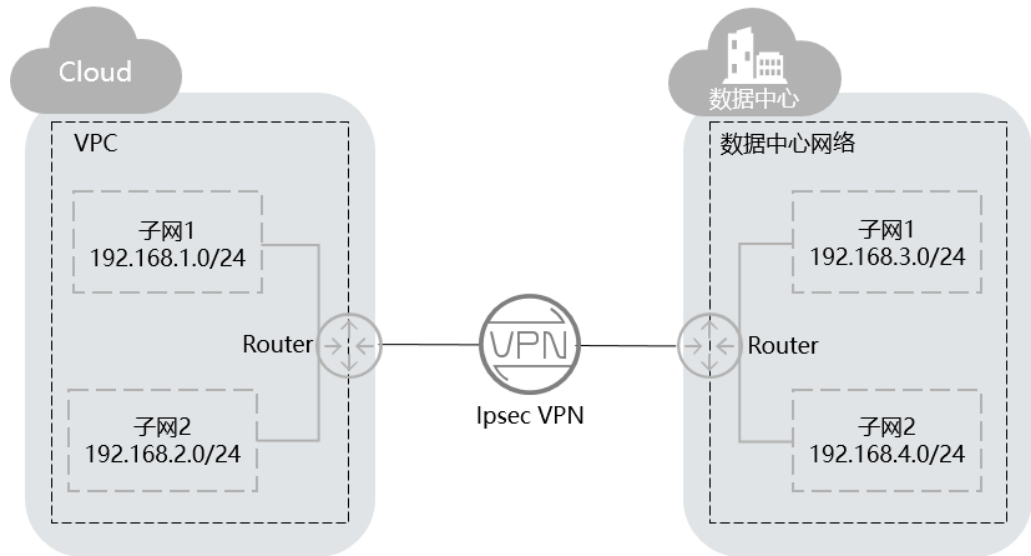 Cloud
VPC
子网1
192.168.1.0/24
Router
子网2
192.168.2.0/24
VPN
Ipsec VPN
数据中心
数据中心网络
子网1
192.168.3.0/24
Router
子网2
192.168.4.0/24